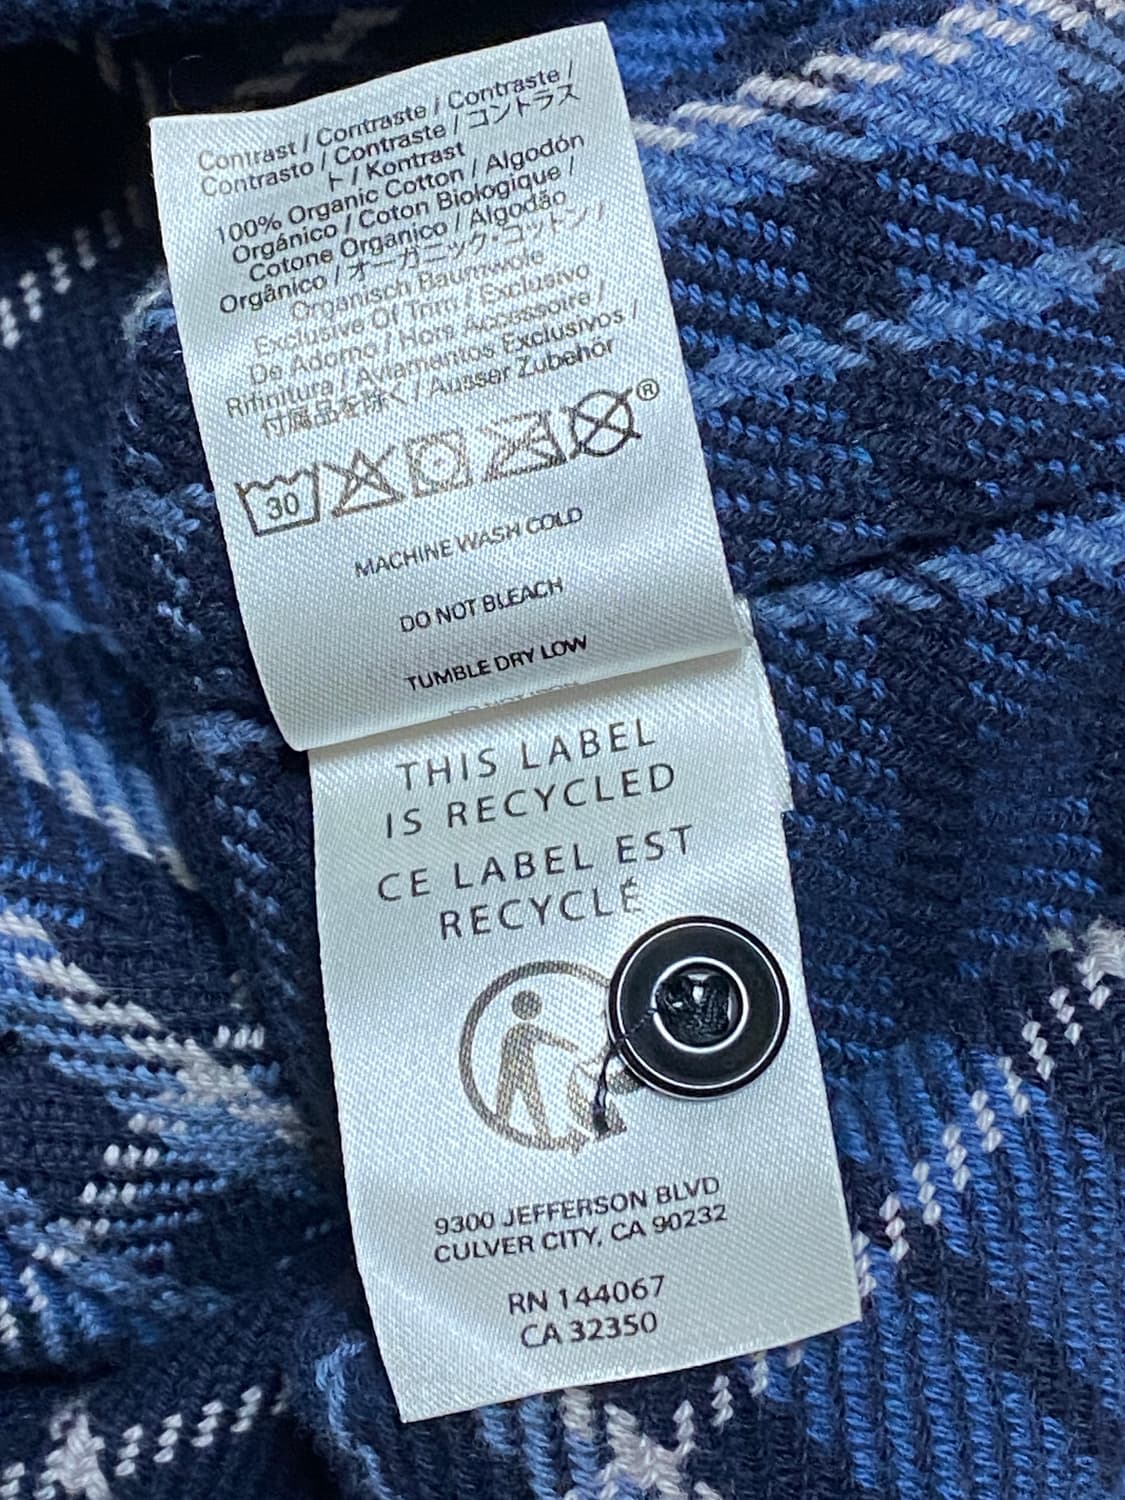 Contrast / Contraste / Contraste /
Contrasto / Contraste / コントラス
ト / Kontrast
100% Organic Cotton / Algodón
Orgánico / Coton Biologique /
Cotone Organico / Algodão
Orgânico / オーガニック・コットン /
Organisch Baumwole
Exclusive Of Trim / Exclusivo
De Adorno / Hors Accessoire /
Rifinitura / Aviamentos Exclusivos /
付属品を除く / Ausser Zubehör
®
30
MACHINE WASH COLD
DO NOT BLEACH
TUMBLE DRY LOW
DO NOT IRON
THIS LABEL
IS RECYCLED
CE LABEL EST
RECYCLÉ
9300 JEFFERSON BLVD
CULVER CITY, CA 90232
RN 144067
CA 32350